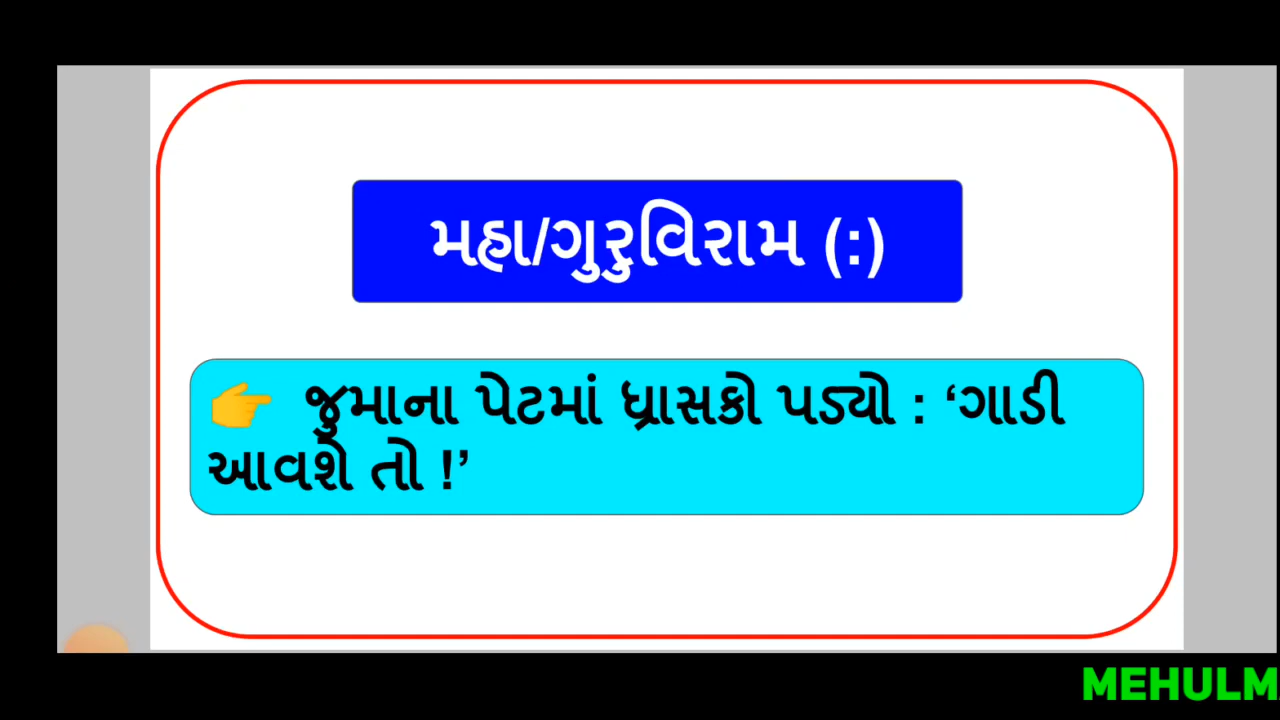 મહા/ગુરુવિરામ (:)
👉 જુમાના પેટમાં ધ્રાસકો પડ્યો : ‘ગાડી
આવશે તો !’
MEHULM